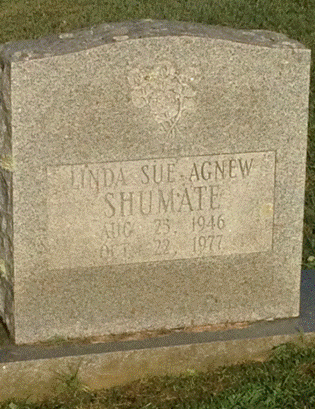 LINDA SUE AGNEW
SHUMATE
AUG 25, 1946
OCT 22, 1977